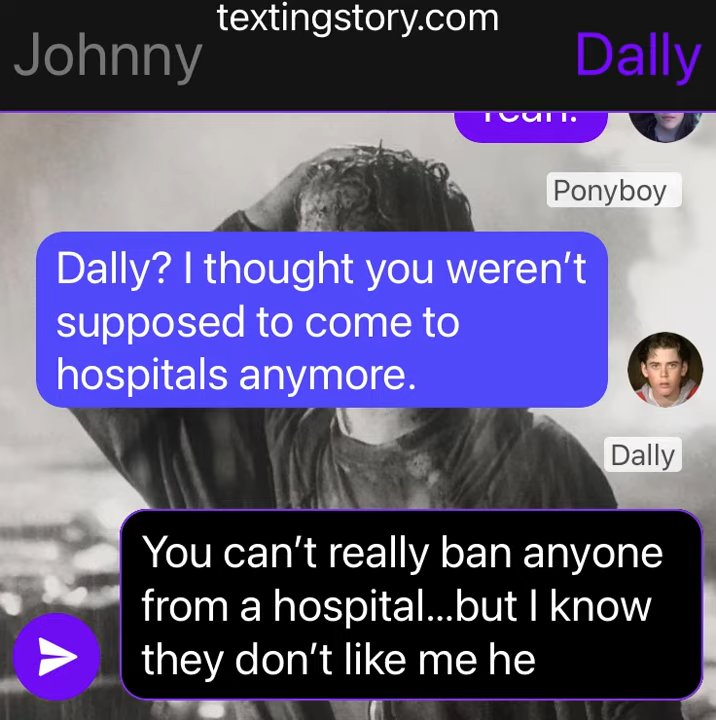 textingstory.com
Johnny
Dally
Yeah?
Ponyboy
Dally? I thought you weren’t
supposed to come to
hospitals anymore.
Dally
You can’t really ban anyone
from a hospital...but I know
they don’t like me he